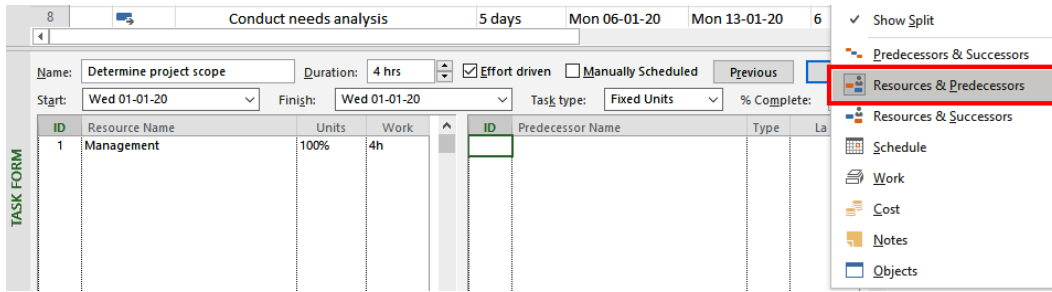 8 Conduct needs analysis 5 days Mon 06-01-20 Mon 13-01-20 6
Name: Determine project scope Duration: 4 hrs Effort driven Manually Scheduled Previous
Start: Wed 01-01-20 Finish: Wed 01-01-20 Task type: Fixed Units % Complete:
ID Resource Name Units Work ID Predecessor Name Type La
1 Management 100% 4h
TASK FORM
Show Split
Predecessors & Successors
Resources & Predecessors
Resources & Successors
Schedule
Work
Cost
Notes
Objects